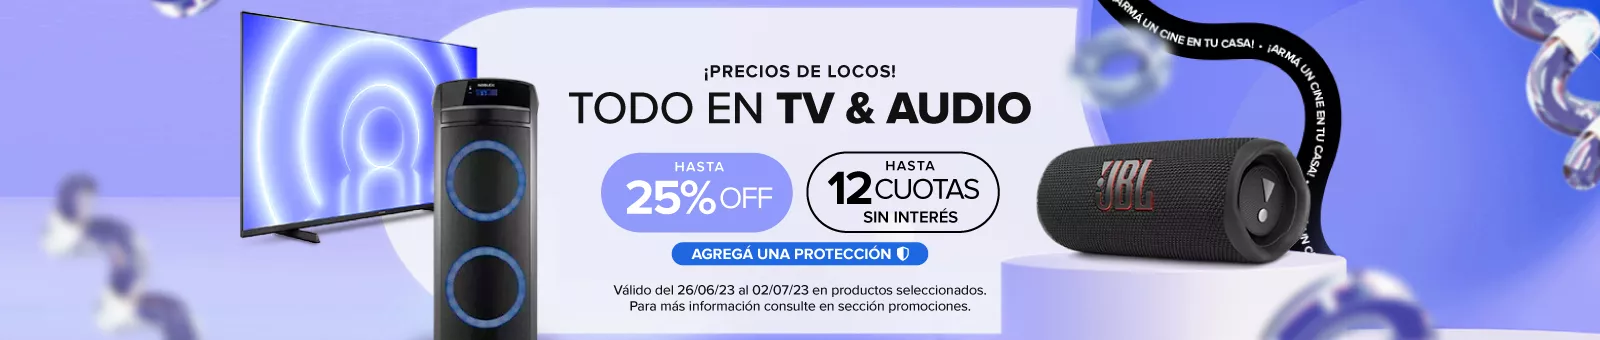 ¡PRECIOS DE LOCOS!
TODO EN TV & AUDIO
HASTA
25% OFF
HASTA
12 CUOTAS
SIN INTERÉS
AGREGÁ UNA PROTECCIÓN
Válido del 26/06/23 al 02/07/23 en productos seleccionados.
Para más información consulte en sección promociones.
ARMÁ UN CINE EN TU CASA! • ¡ARMÁ UN CINE EN TU CASA! •
JBL